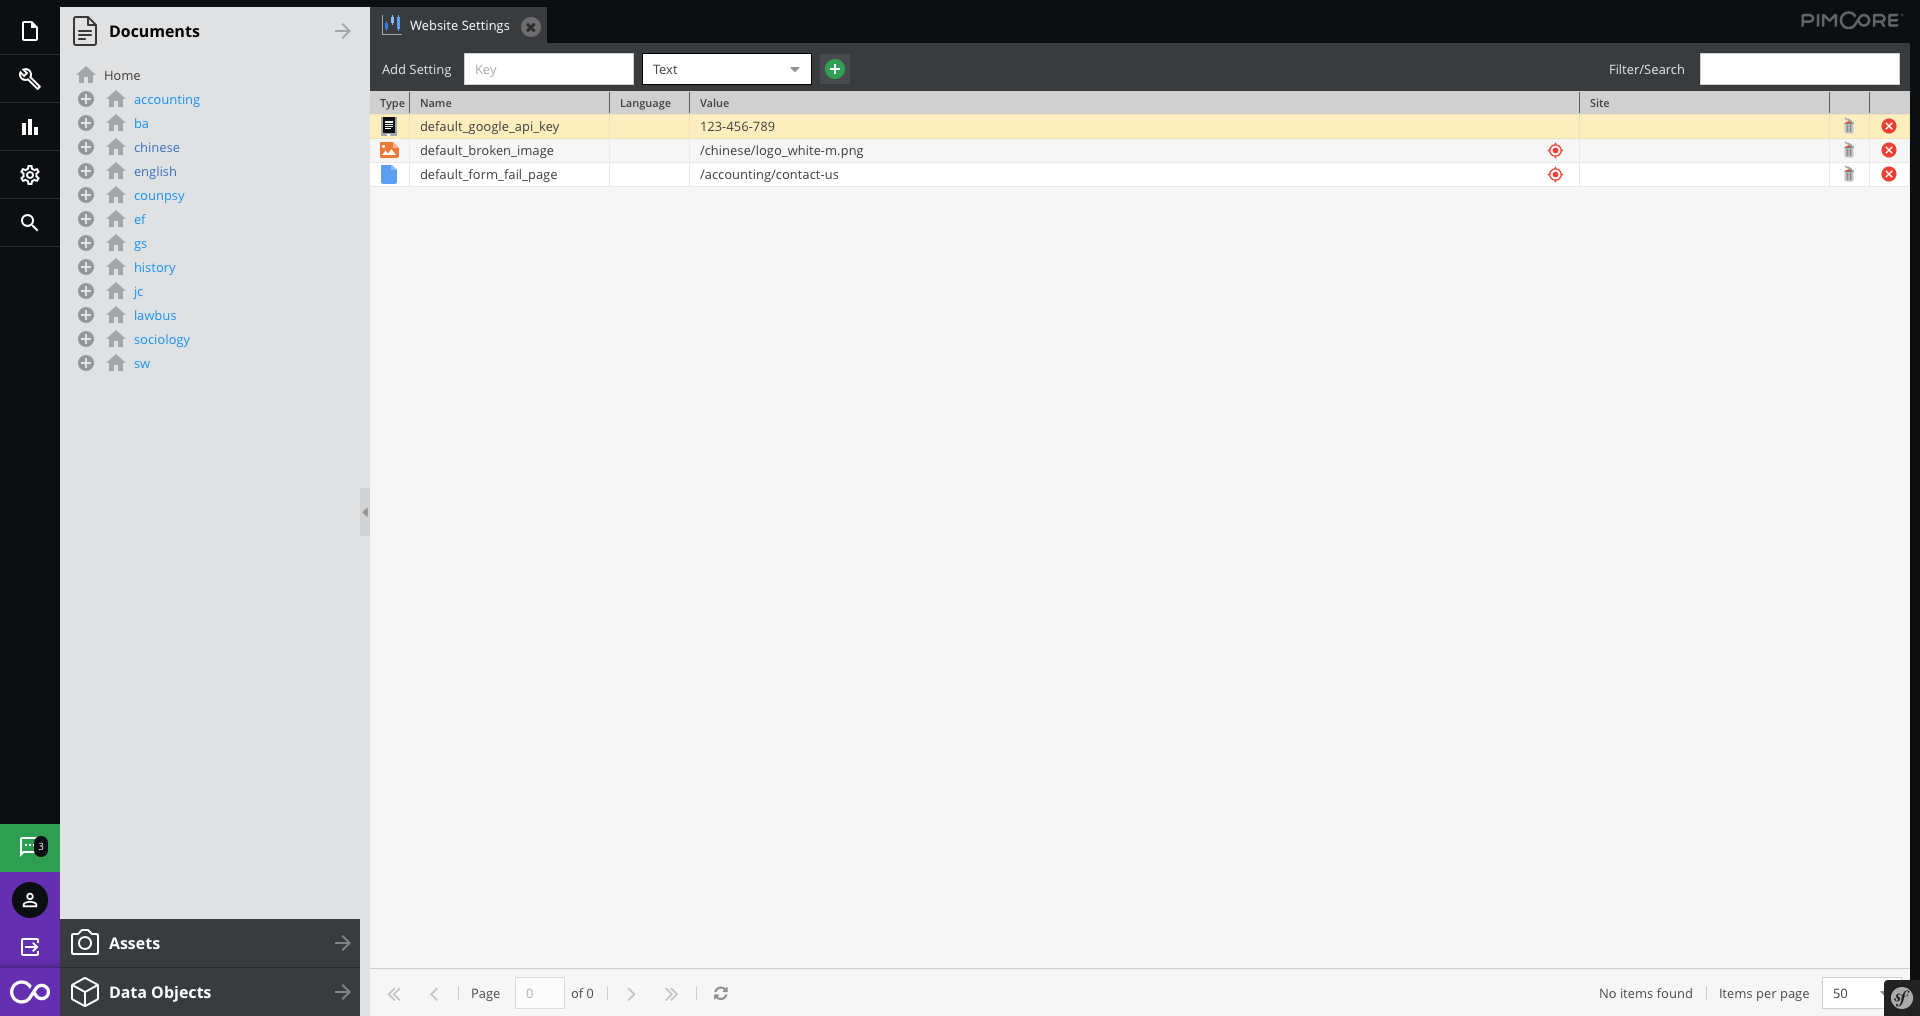 Documents
Home
accounting
ba
chinese
english
counpsy
ef
gs
history
jc
lawbus
sociology
sw
3
Assets
Data Objects
Website Settings
PIMCORE
Add Setting Key Text Filter/Search
Type Name Language Value Site
default_google_api_key 123-456-789
default_broken_image /chinese/logo_white-m.png
default_form_fail_page /accounting/contact-us
Page 0 of 0 No items found Items per page 50
sf